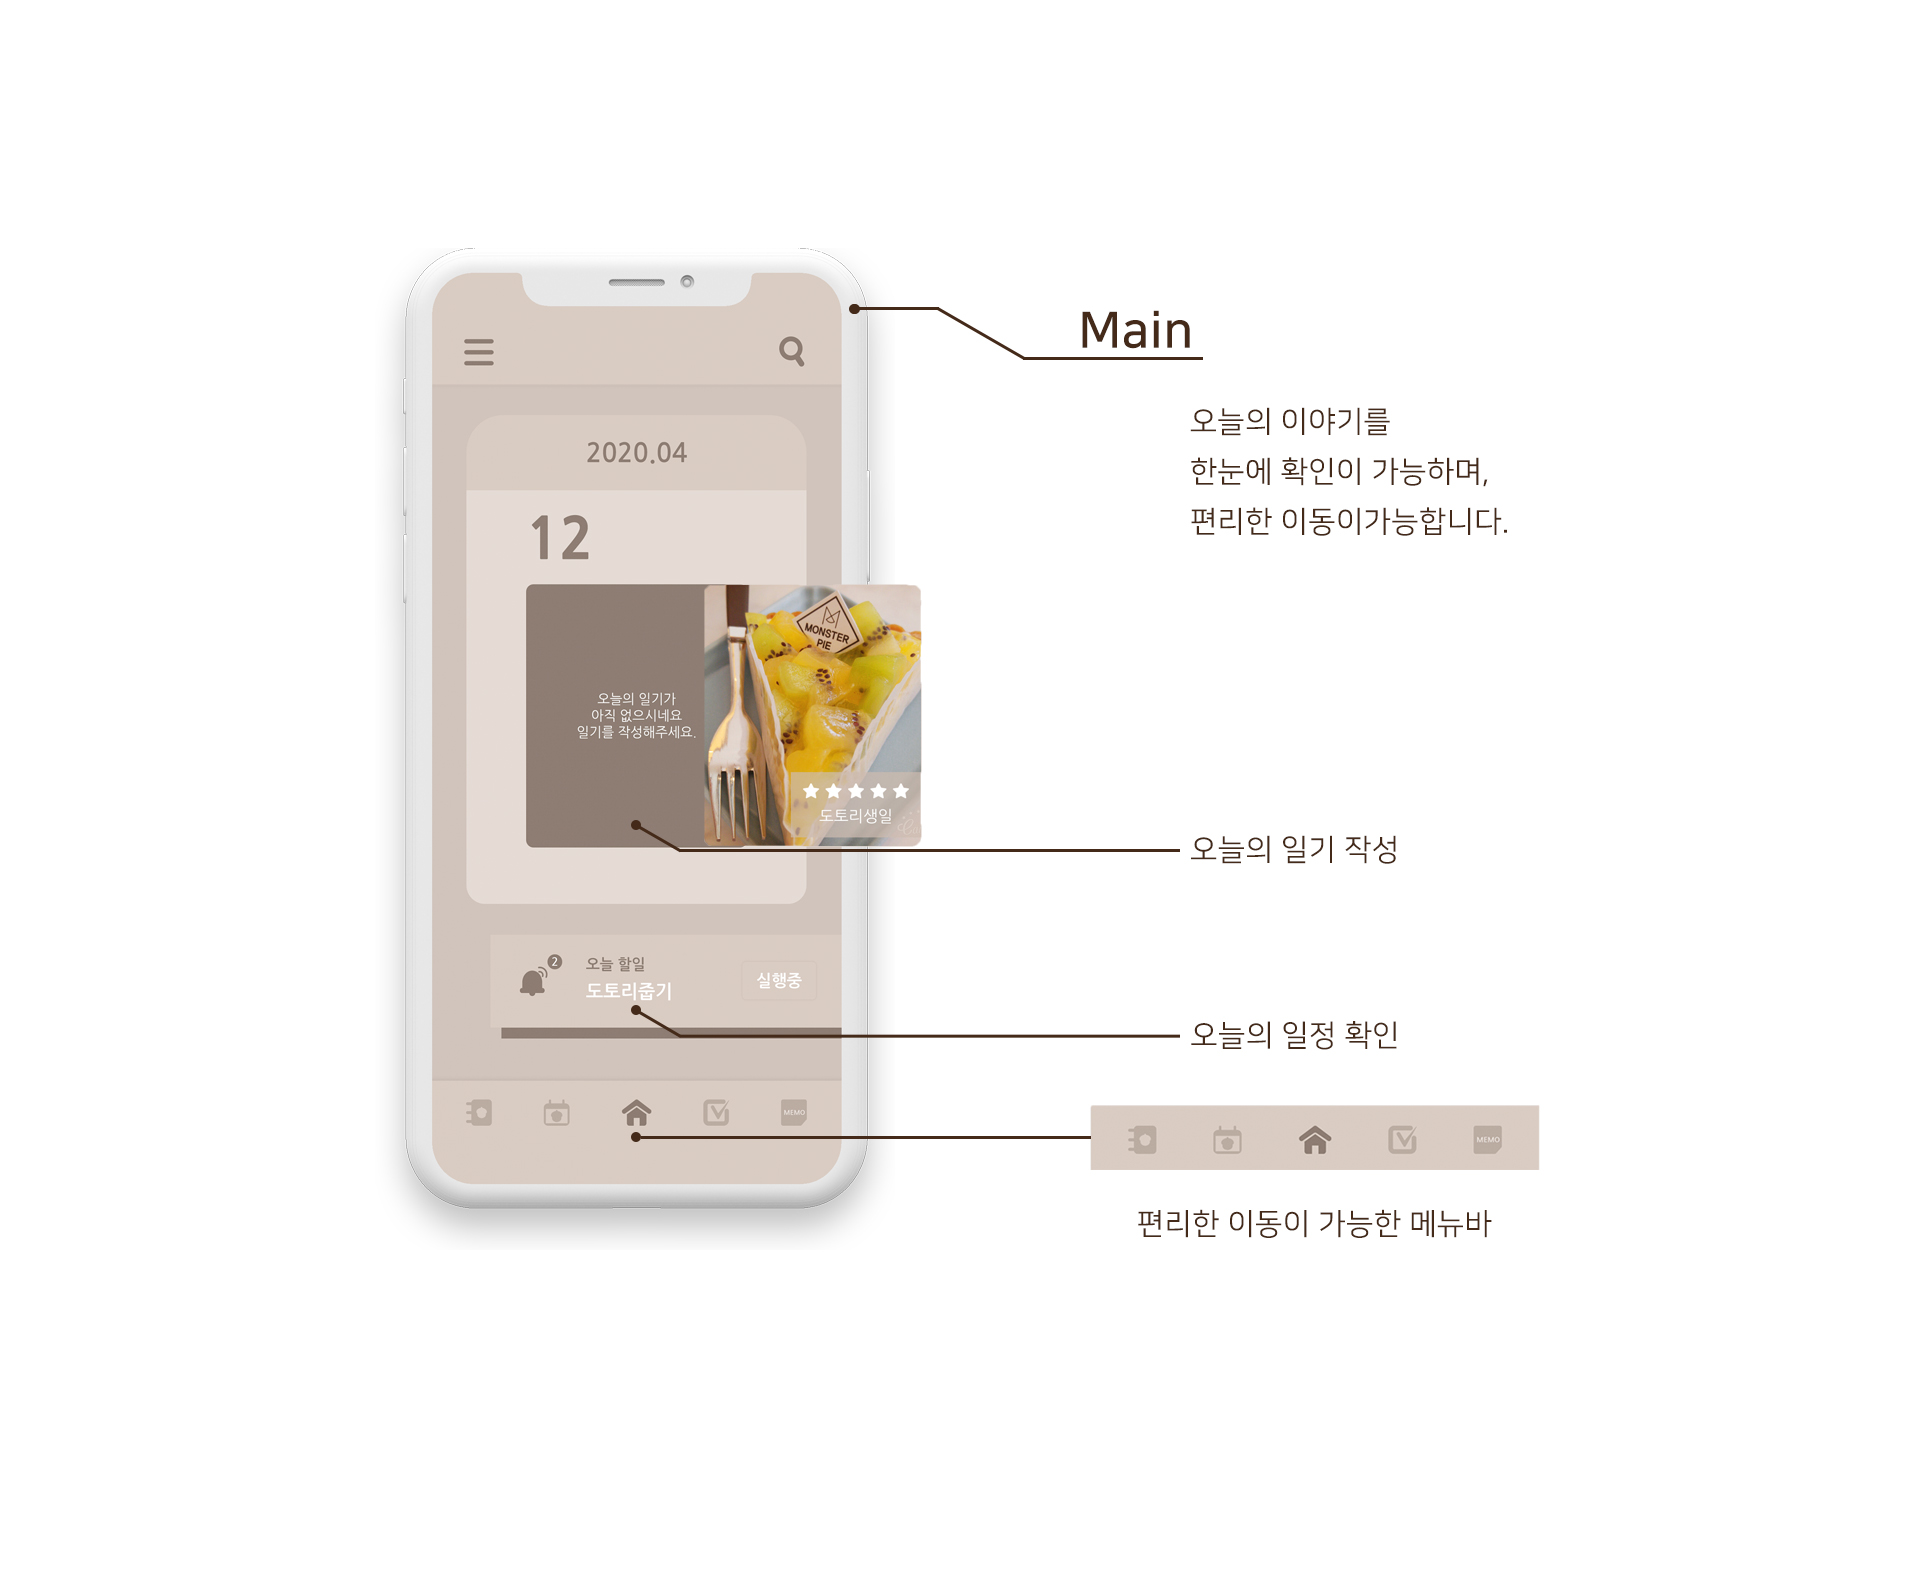 Main
오늘의 이야기를
한눈에 확인이 가능하며,
편리한 이동이가능합니다.
2020.04
12
오늘의 일기가
아직 없으시네요
일기를 작성해주세요.
MONSTER
PIE
도토리생일
오늘의 일기 작성
2
오늘 할일
도토리줍기
실행중
오늘의 일정 확인
MEMO
MEMO
편리한 이동이 가능한 메뉴바